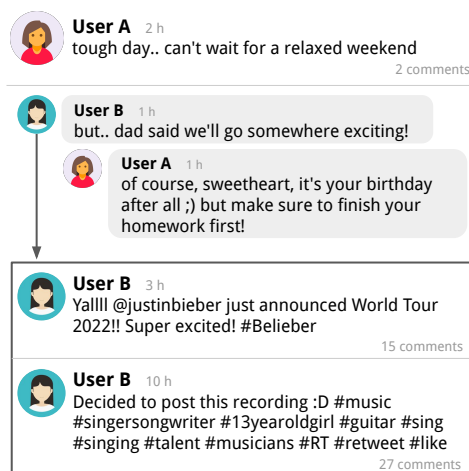 User A 2 h
tough day.. can't wait for a relaxed weekend
2 comments
User B 1 h
but.. dad said we'll go somewhere exciting!
User A 1 h
of course, sweetheart, it's your birthday
after all ;) but make sure to finish your
homework first!
User B 3 h
Yallll @justinbieber just announced World Tour
2022!! Super excited! #Belieber
15 comments
User B 10 h
Decided to post this recording :D #music
#singersongwriter #13yearoldgirl #guitar #sing
#singing #talent #musicians #RT #retweet #like
27 comments